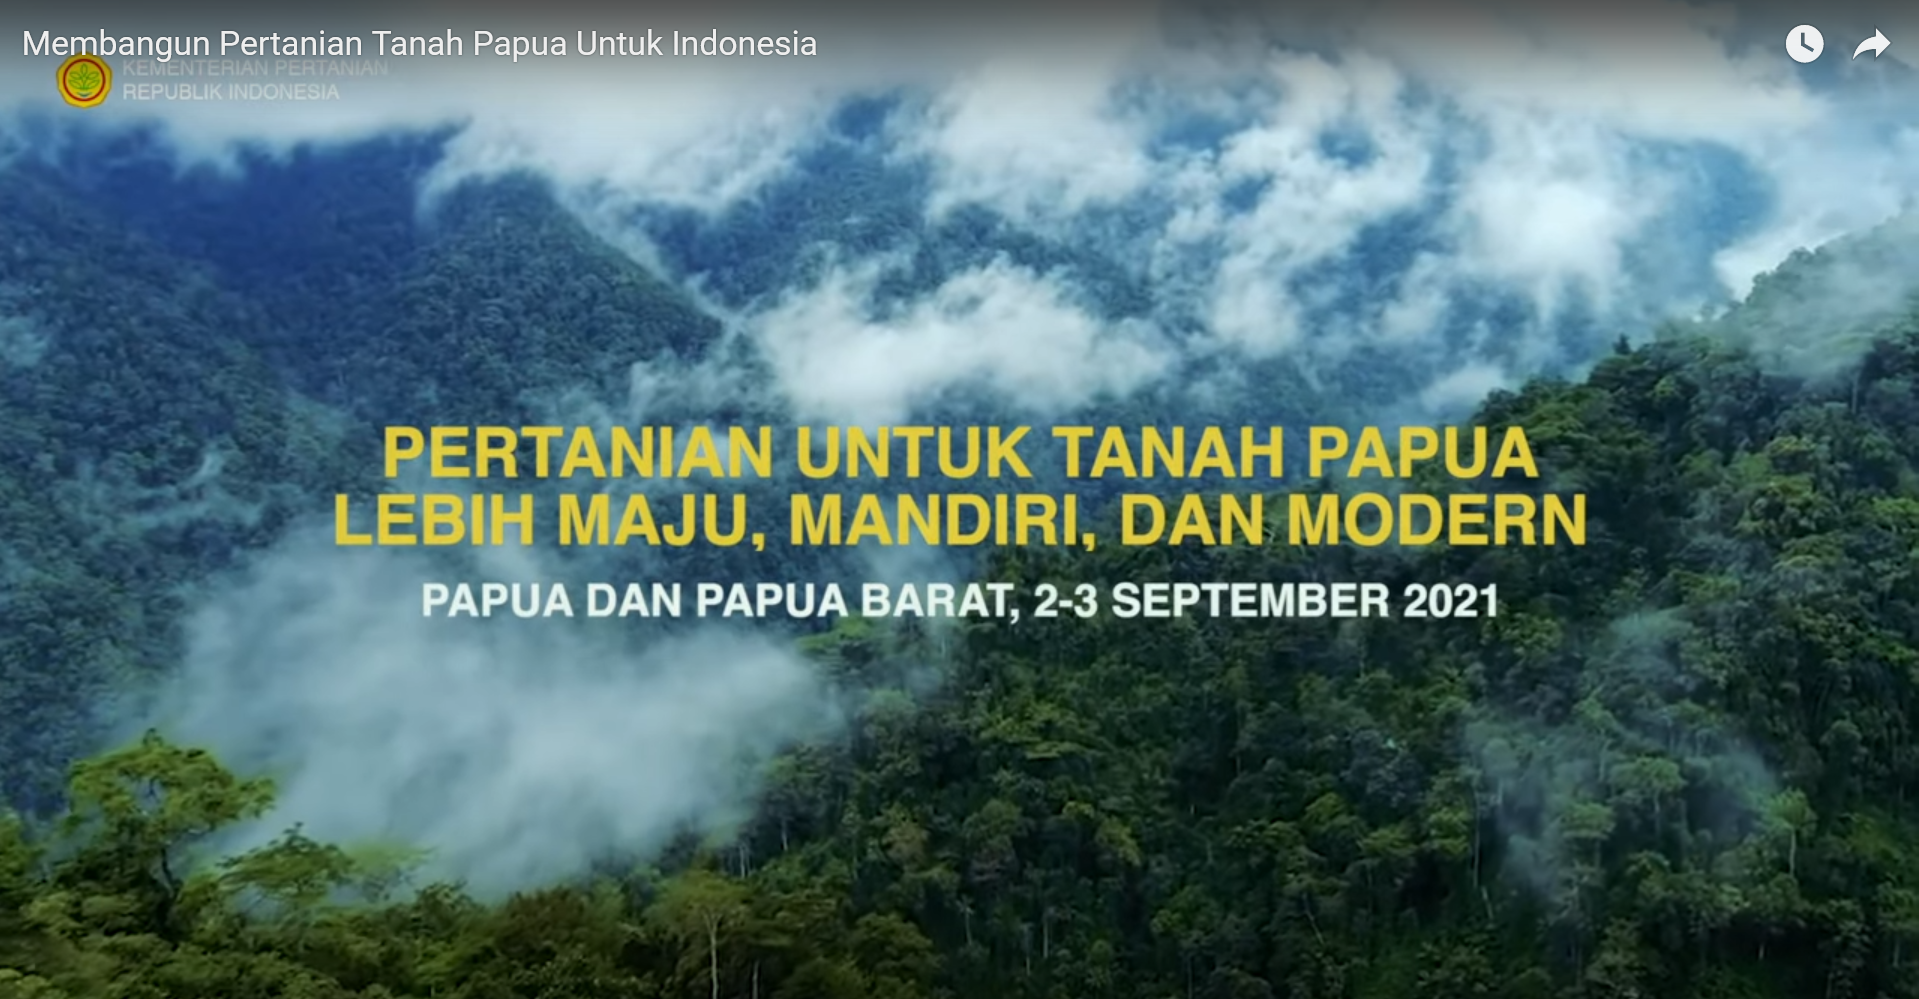 Membangun Pertanian Tanah Papua Untuk Indonesia
KEMENTERIAN PERTANIAN
REPUBLIK INDONESIA
PERTANIAN UNTUK TANAH PAPUA
LEBIH MAJU, MANDIRI, DAN MODERN
PAPUA DAN PAPUA BARAT, 2-3 SEPTEMBER 2021